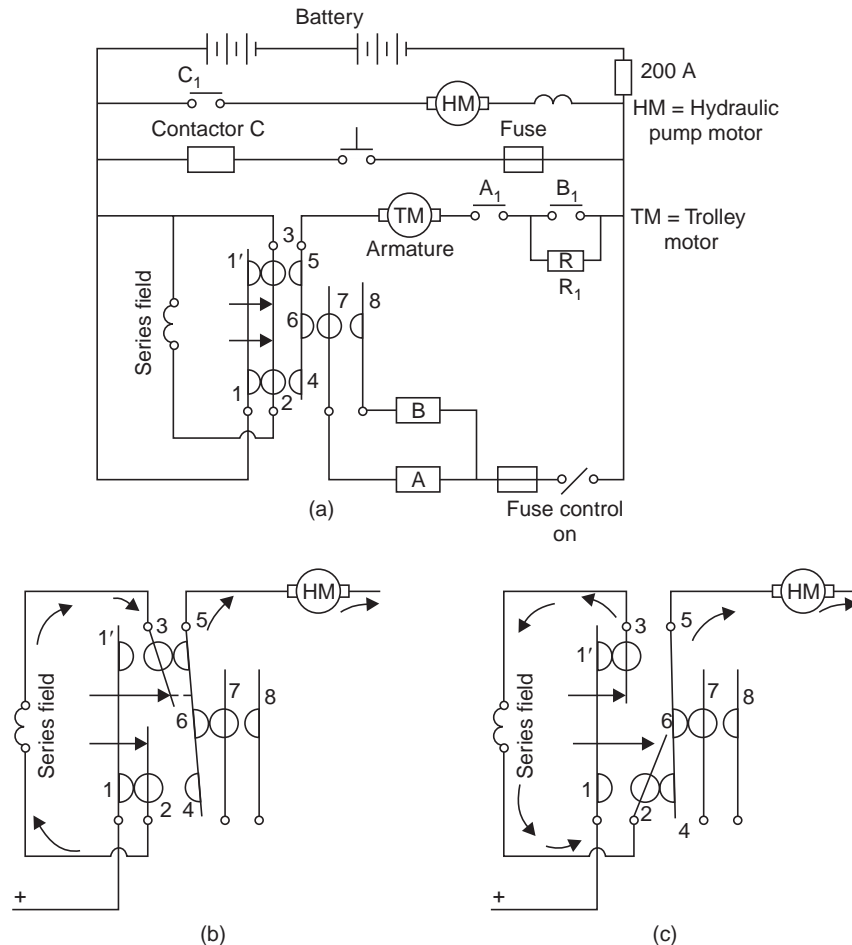 Battery
200 A
C1
HM
HM = Hydraulic
pump motor
Contactor C
Fuse
A1
B1
TM
TM = Trolley
motor
Armature
R
R1
3
1′
5
7
8
6
Series field
1
2
4
B
A
Fuse control
on
(a)
HM
3
5
1′
7
8
6
Series field
1
2
4
+
(b)
HM
3
5
1′
7
8
6
Series field
1
2
4
+
(c)